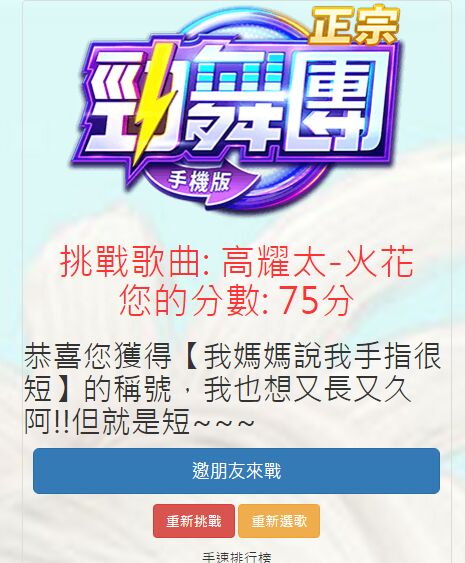 正宗
勁舞團
手機版
挑戰歌曲: 高耀太-火花
您的分數: 75分
恭喜您獲得【我媽媽說我手指很
短】的稱號，我也想又長又久
阿!!但就是短~~~
邀朋友來戰
重新挑戰 重新選歌
手速排行榜